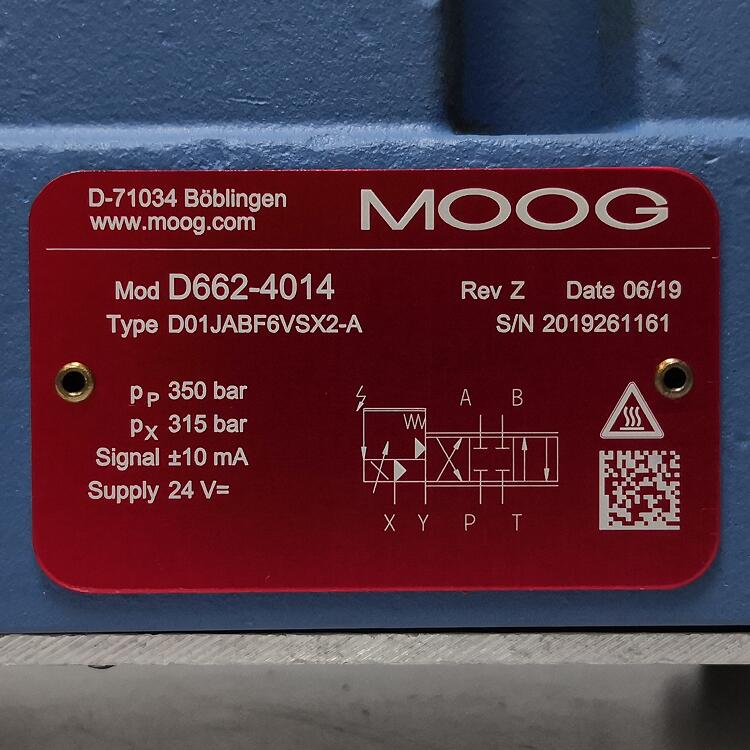 D-71034 Böblingen
www.moog.com
MOOG
Mod D662-4014
Rev Z Date 06/19
Type D01JABF6VSX2-A
S/N 2019261161
pP 350 bar
pX 315 bar
Signal ±10 mA
Supply 24 V=
A B
X Y P T